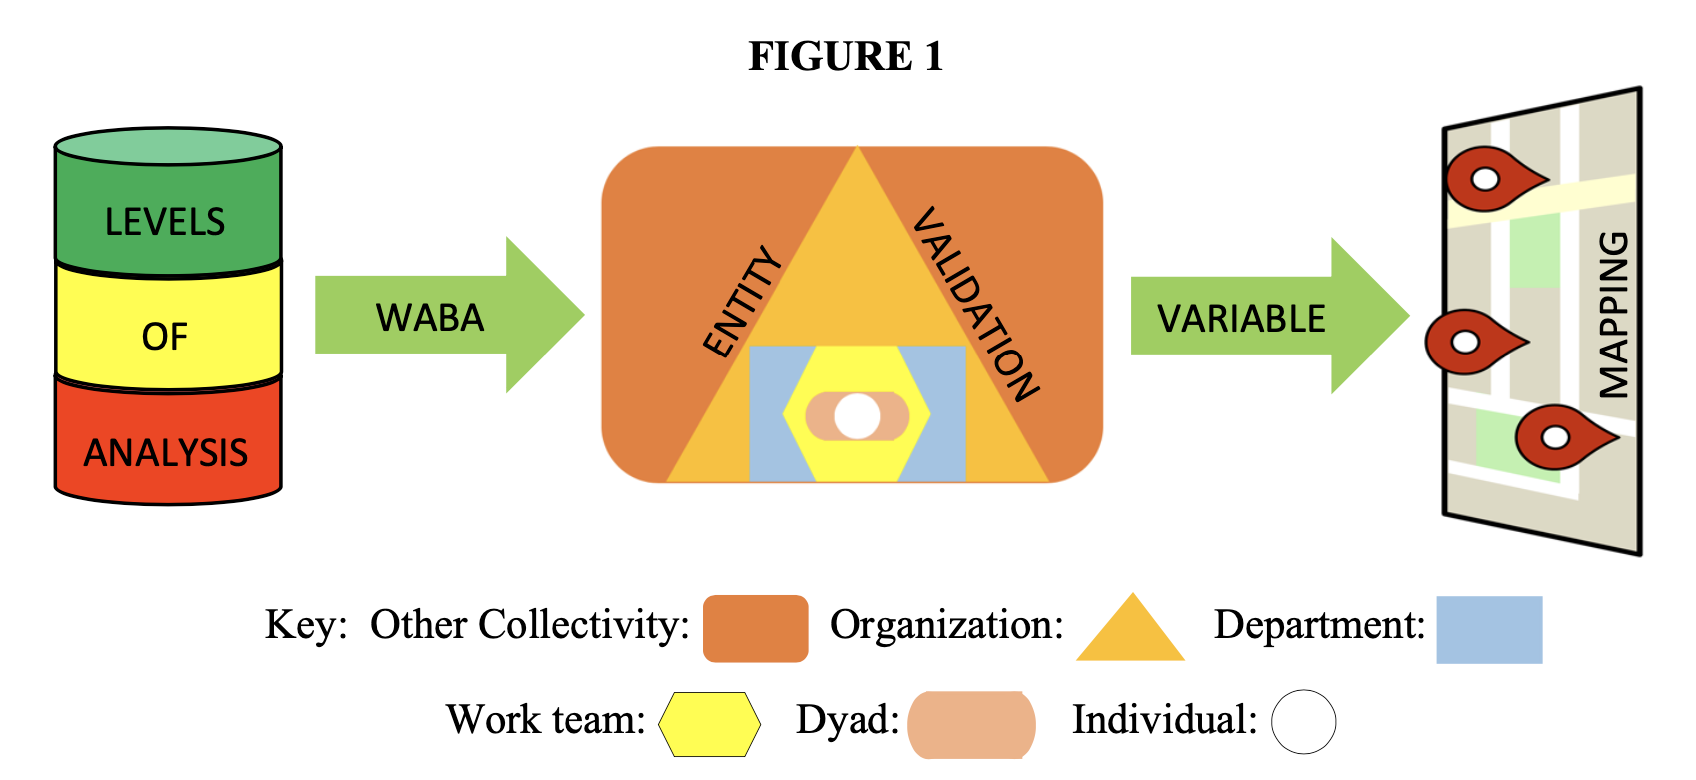 FIGURE 1
LEVELS
OF
ANALYSIS
WABA
ENTITY
VALIDATION
VARIABLE
MAPPING
Key: Other Collectivity: Organization: Department:
Work team: Dyad: Individual: